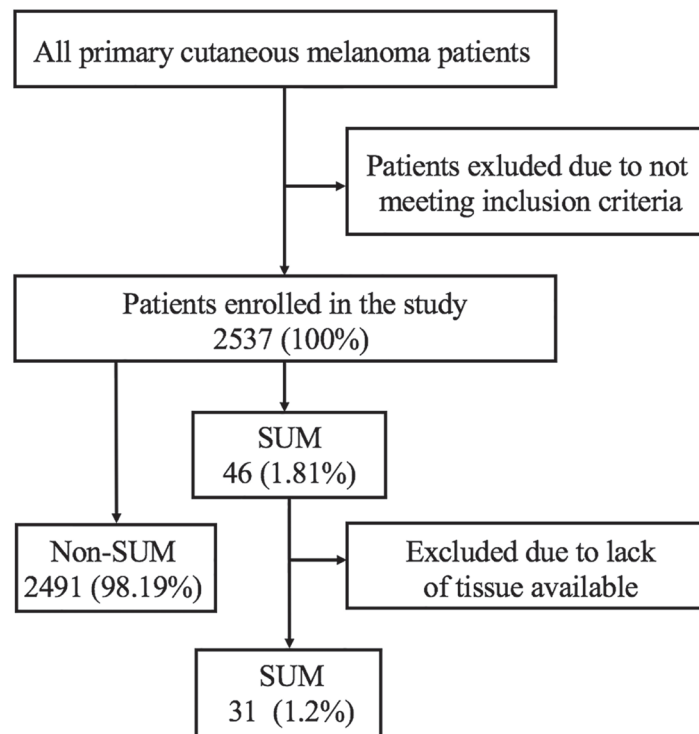 All primary cutaneous melanoma patients
Patients exluded due to not
meeting inclusion criteria
Patients enrolled in the study
2537 (100%)
SUM
46 (1.81%)
Non-SUM
2491 (98.19%)
Excluded due to lack
of tissue available
SUM
31 (1.2%)